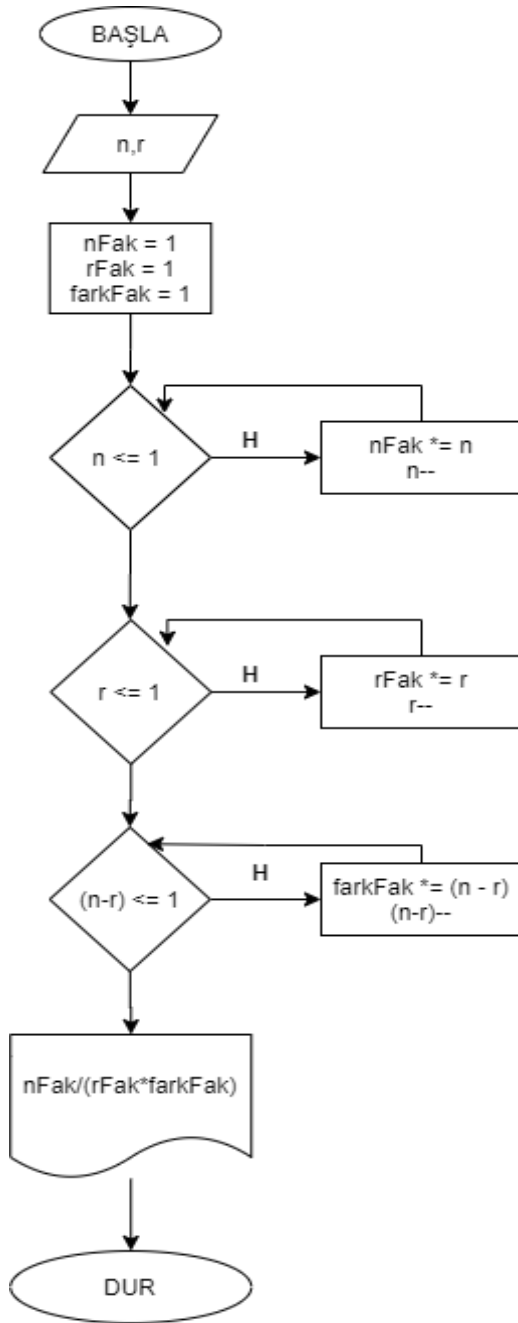 BAŞLA
n,r
nFak = 1
rFak = 1
farkFak = 1
n <= 1
H
nFak *= n
n--
r <= 1
H
rFak *= r
r--
(n-r) <= 1
H
farkFak *= (n - r)
(n-r)--
nFak/(rFak*farkFak)
DUR